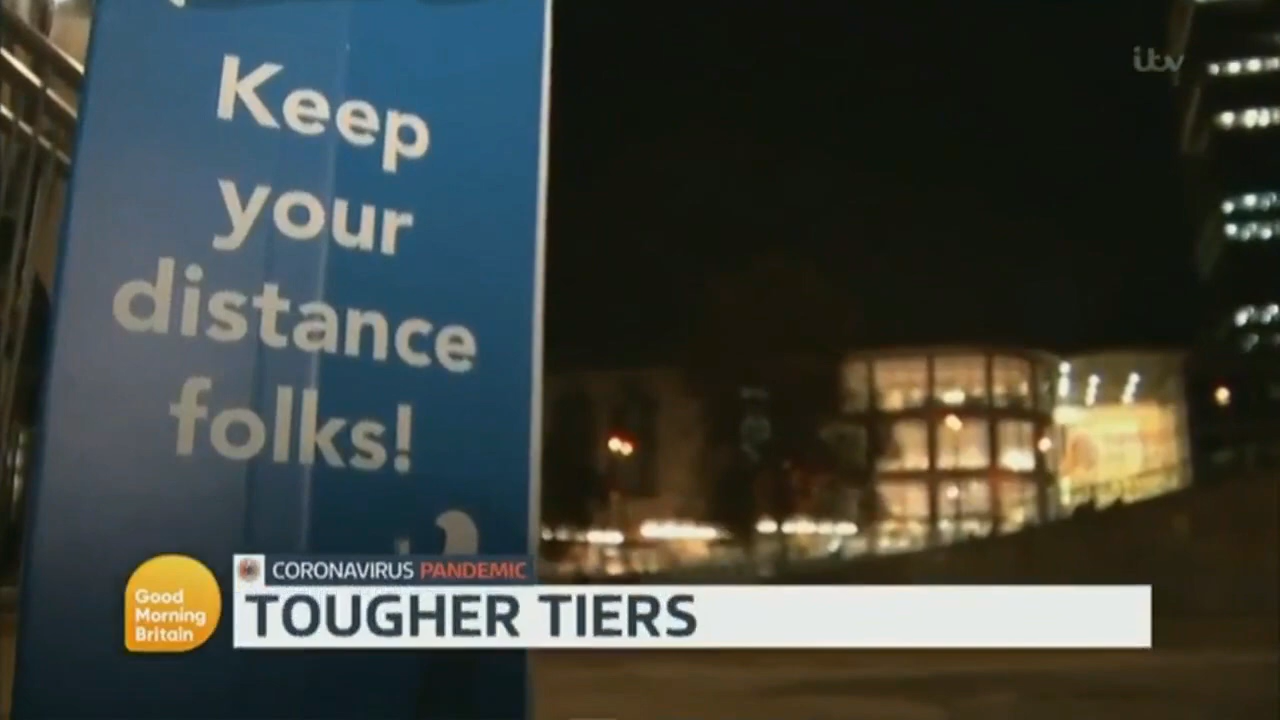 Keep
your
distance
folks!
itv
CORONAVIRUS PANDEMIC
Good
Morning
Britain
TOUGHER TIERS